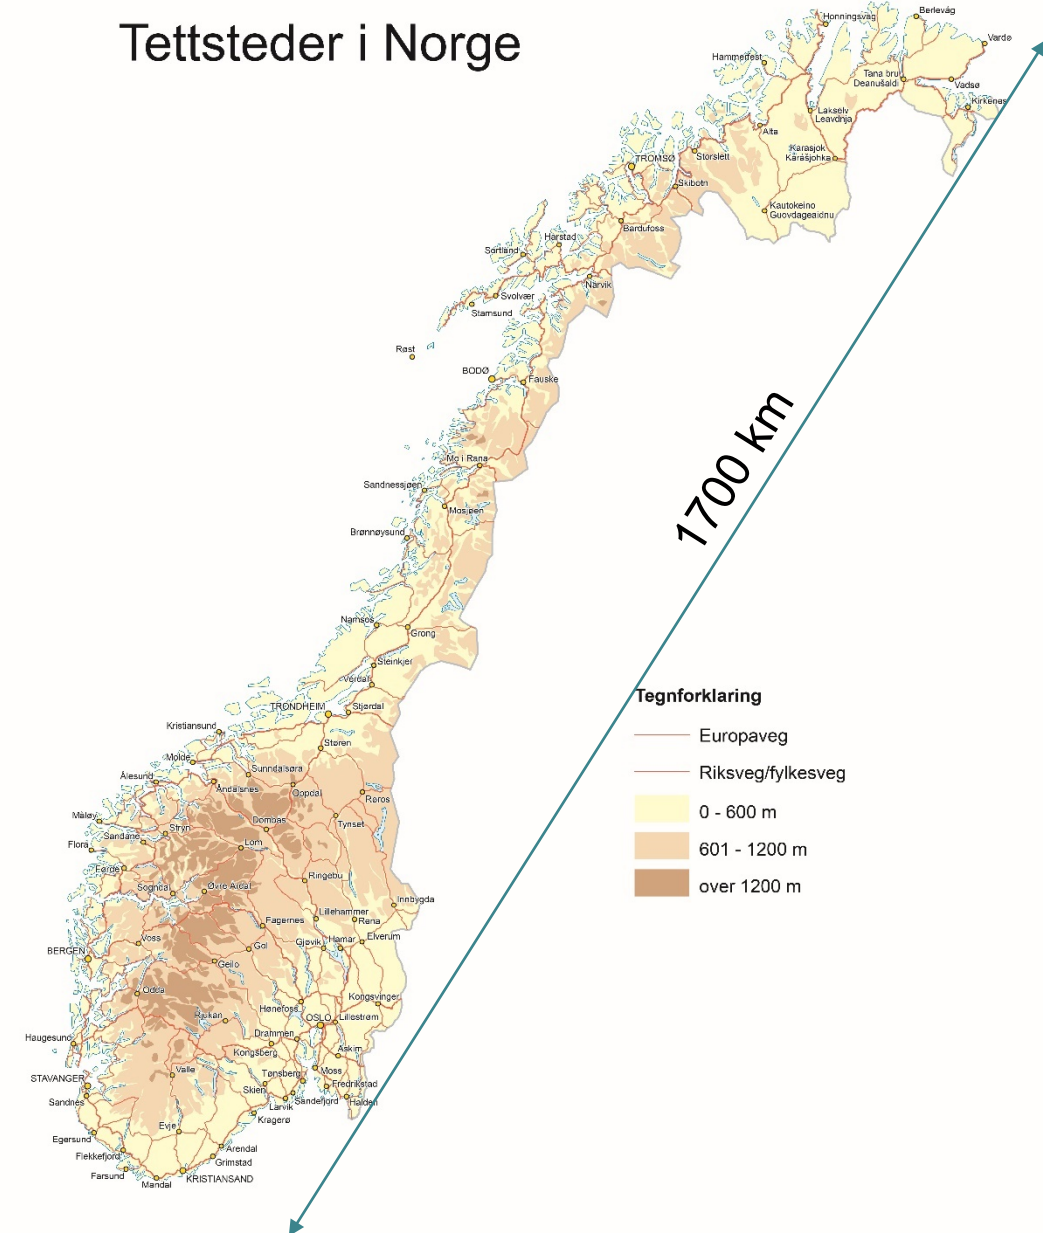 Tettsteder i Norge
Honningsvåg
Berlevåg
Vardø
Hammerfest
Tana bru
Deanušaldi
Vadsø
Kirkenes
Lakselv
Leavdnja
Alta
Karasjok
Kárášjohka
TROMSØ
Storslett
Skibotn
Kautokeino
Guovdageaidnu
Bardufoss
Harstad
Sortland
Narvik
Svolvær
Stamsund
Røst
BODØ
Fauske
1700 km
Mo i Rana
Sandnessjøen
Mosjøen
Brønnøysund
Namsos
Grong
Steinkjer
Verdal
Tegnforklaring
Europaveg
Riksveg/fylkesveg
0 - 600 m
601 - 1200 m
over 1200 m
TRONDHEIM
Stjørdal
Kristiansund
Støren
Molde
Sunndalsøra
Ålesund
Åndalsnes
Oppdal
Røros
Måløy
Tynset
Stryn
Dombås
Sandane
Florø
Lom
Førde
Ringebu
Sogndal
Øvre Årdal
Innbygda
Lillehammer
Rena
Fagernes
Voss
Gjøvik
Hamar
Elverum
BERGEN
Gol
Geilo
Odda
Kongsvinger
Hønefoss
Rjukan
OSLO
Lillestrøm
Haugesund
Drammen
Kongsberg
Askim
Valle
Tønsberg
Moss
STAVANGER
Skien
Fredrikstad
Sandnes
Larvik
Sandefjord
Halden
Kragerø
Evje
Egersund
Arendal
Flekkefjord
Grimstad
Farsund
KRISTIANSAND
Mandal